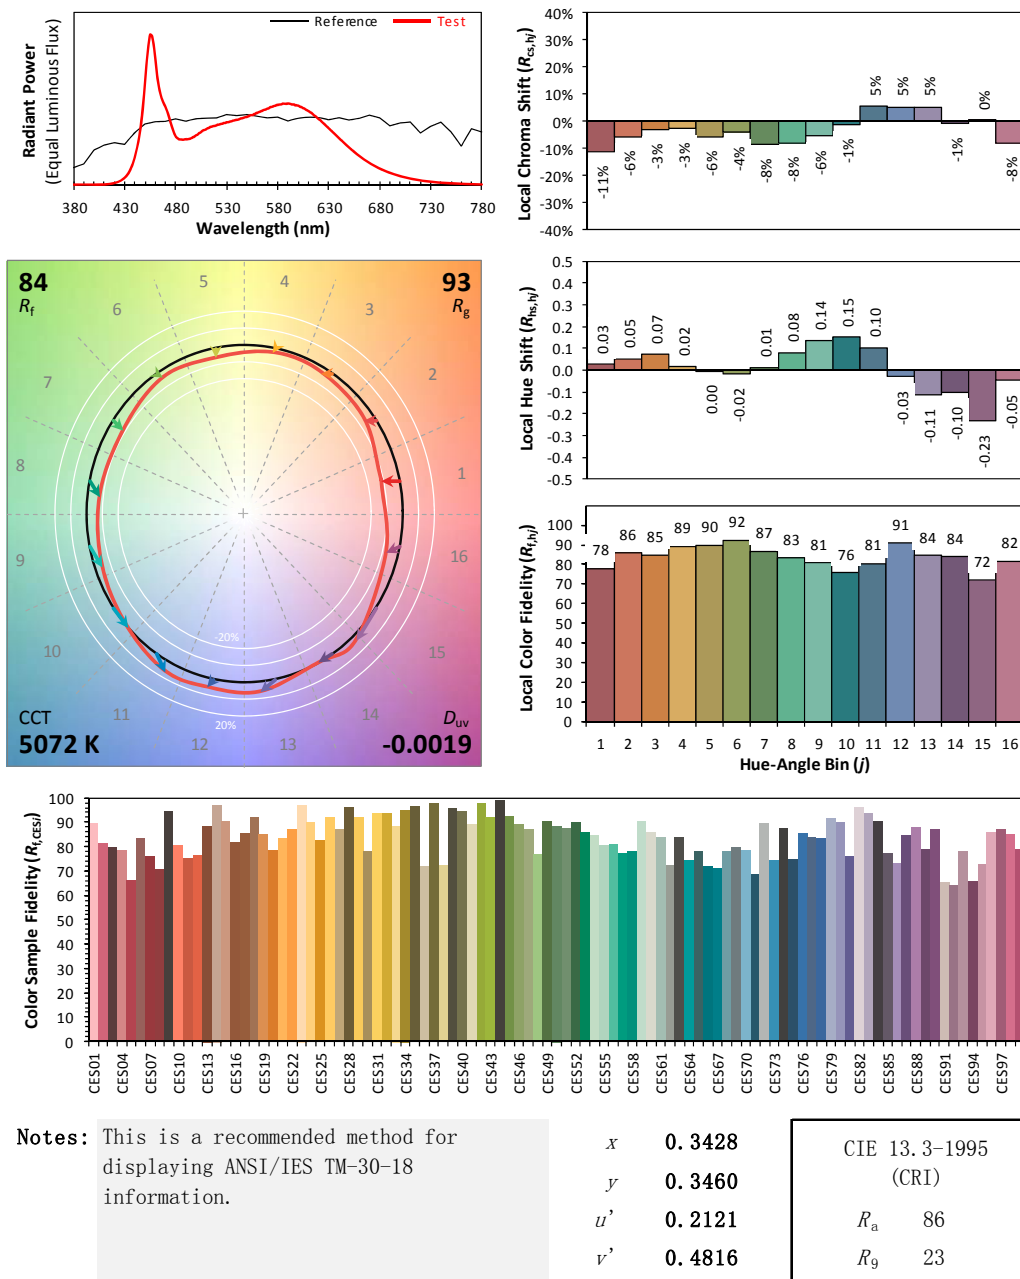 Reference
Test
Radiant Power
(Equal Luminous Flux)
380 430 480 530 580 630 680 730 780
Wavelength (nm)
Local Chroma Shift (Rcs,hj)
40%
30%
20%
10%
0%
-10%
-20%
-30%
-40%
-11% -6% -3% -3% -6% -4% -8% -8% -6% -1% 5% 5% 5% -1% 0% -8%
84
Rf
93
Rg
5 4
6 3
7 2
8 1
9 16
10 15
11 14
12 13
-20%
20%
CCT
5072 K
Duv
-0.0019
Local Hue Shift (Rhs,hj)
0.5
0.4
0.3
0.2
0.1
0.0
-0.1
-0.2
-0.3
-0.4
-0.5
0.03 0.05 0.07 0.02 0.00 -0.02 0.01 0.08 0.14 0.15 0.10 -0.03 -0.11 -0.10 -0.23 -0.05
Local Color Fidelity (Rf,hj)
100
90
80
70
60
50
40
30
20
10
0
78 86 85 89 90 92 87 83 81 76 81 91 84 84 72 82
1 2 3 4 5 6 7 8 9 10 11 12 13 14 15 16
Hue-Angle Bin (j)
Color Sample Fidelity (Rf,CESi)
100
90
80
70
60
50
40
30
20
10
0
CES01 CES04 CES07 CES10 CES13 CES16 CES19 CES22 CES25 CES28 CES31 CES34 CES37 CES40 CES43 CES46 CES49 CES52 CES55 CES58 CES61 CES64 CES67 CES70 CES73 CES76 CES79 CES82 CES85 CES88 CES91 CES94 CES97
Notes: This is a recommended method for
displaying ANSI/IES TM-30-18
information.
x 0.3428
y 0.3460
u' 0.2121
v' 0.4816
CIE 13.3-1995
(CRI)
Ra 86
R9 23